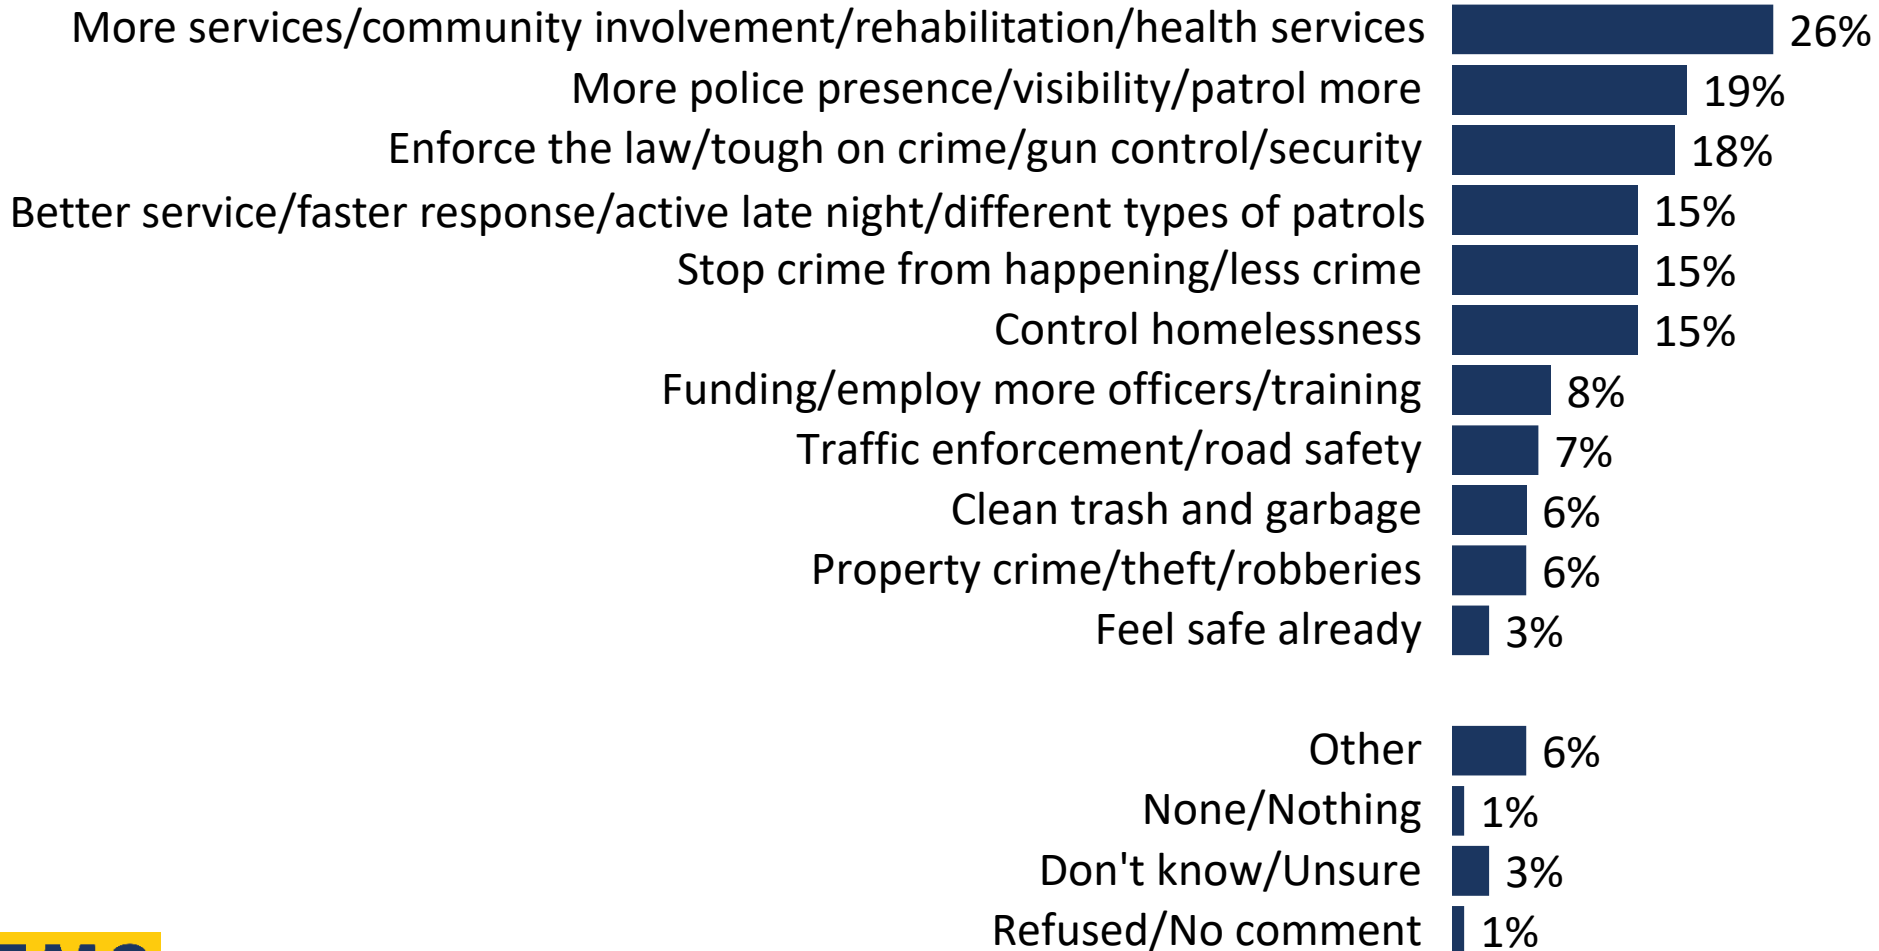 More services/community involvement/rehabilitation/health services 26%
More police presence/visibility/patrol more 19%
Enforce the law/tough on crime/gun control/security 18%
Better service/faster response/active late night/different types of patrols 15%
Stop crime from happening/less crime 15%
Control homelessness 15%
Funding/employ more officers/training 8%
Traffic enforcement/road safety 7%
Clean trash and garbage 6%
Property crime/theft/robberies 6%
Feel safe already 3%
Other 6%
None/Nothing 1%
Don't know/Unsure 3%
Refused/No comment 1%